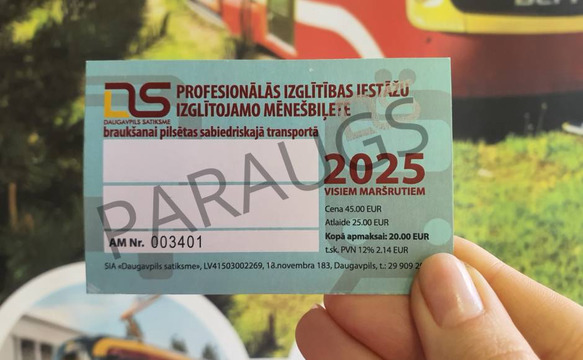 DS
DAUGAVPILS SATIKSME
PROFESIONĀLĀS IZGLĪTĪBAS IESTĀŽU
IZGLĪTOJAMO MĒNEŠBIĻETE
braukšanai pilsētas sabiedriskajā transportā
PARAUGS
2025
VISIEM MARŠRUTIEM
Cena 45.00 EUR
Atlaide 25.00 EUR
Kopā apmaksai: 20.00 EUR
t.sk. PVN 12% 2.14 EUR
AM Nr. 003401
SIA «Daugavpils satiksme», LV41503002269, 18.novembra 183, Daugavpils, t.: 29 909